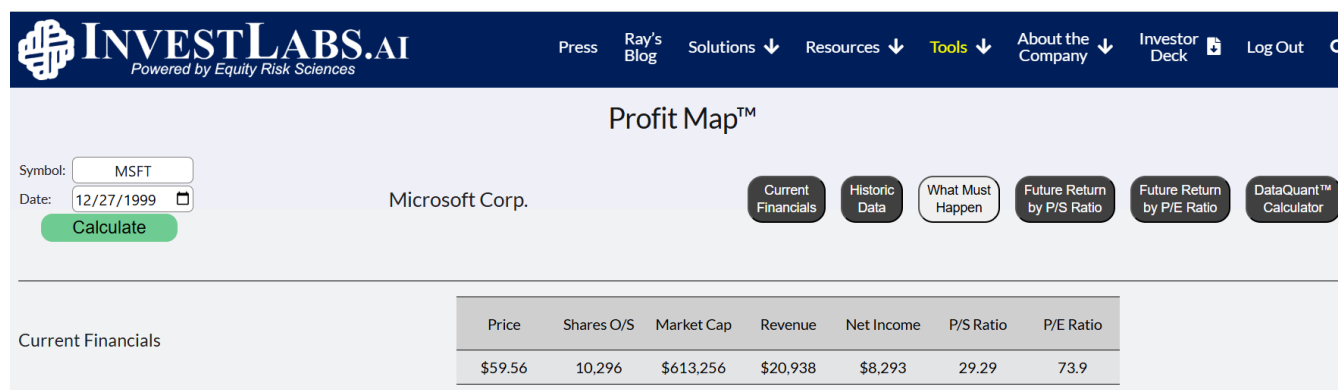 INVESTLABS.AI
Powered by Equity Risk Sciences
Press Ray's Blog Solutions Resources Tools About the Company Investor Deck Log Out
Profit Map™
Symbol: MSFT
Date: 12/27/1999
Calculate
Microsoft Corp.
Current Financials
Historic Data
What Must Happen
Future Return by P/S Ratio
Future Return by P/E Ratio
DataQuant™ Calculator
Current Financials
Price Shares O/S Market Cap Revenue Net Income P/S Ratio P/E Ratio
$59.56 10,296 $613,256 $20,938 $8,293 29.29 73.9